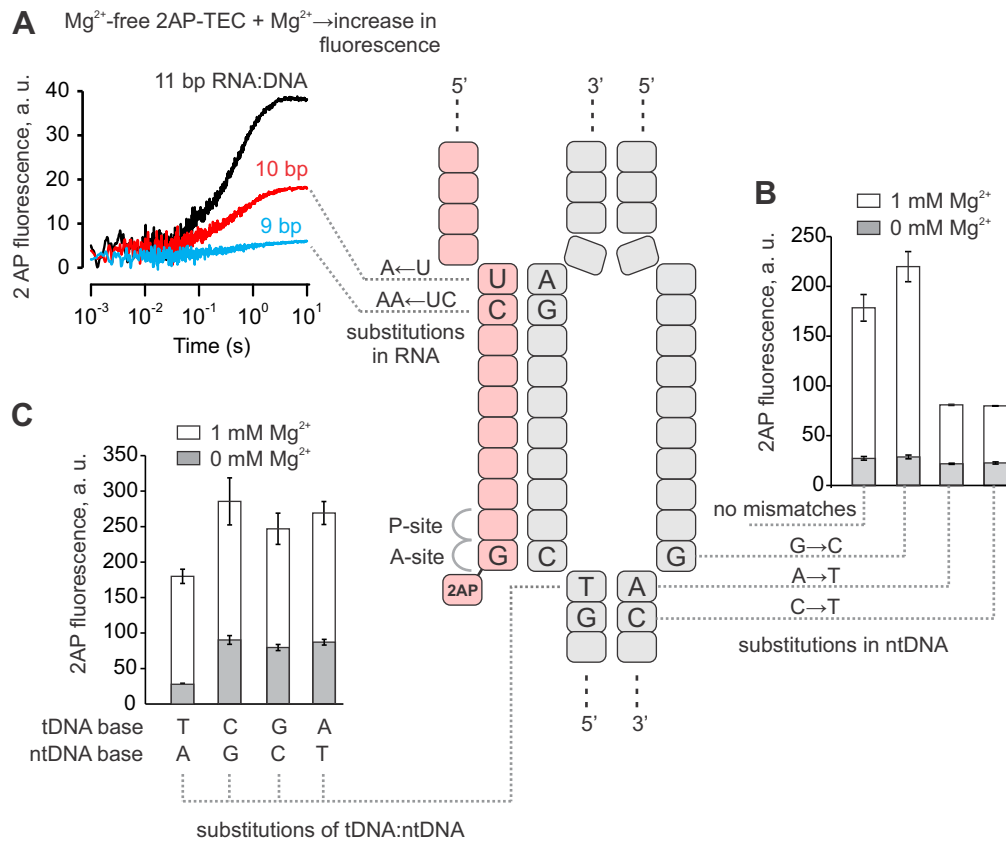 A
Mg²⁺-free 2AP-TEC + Mg²⁺→increase in
fluorescence
2 AP fluorescence, a. u.
40
30
20
10
0
11 bp RNA:DNA
10 bp
9 bp
10⁻³ 10⁻² 10⁻¹ 10⁰ 10¹
Time (s)
5’ 3’ 5’
A←U
AA←UC
substitutions
in RNA
U A
C G
P-site
A-site
G C G
2AP
T A
G C
5’ 3’
B
1 mM Mg²⁺
0 mM Mg²⁺
2AP fluorescence, a. u.
250
200
150
100
50
0
no mismatches
G→C
A→T
C→T
substitutions in ntDNA
C
1 mM Mg²⁺
0 mM Mg²⁺
2AP fluorescence, a. u.
350
300
250
200
150
100
50
0
tDNA base T C G A
ntDNA base A G C T
substitutions of tDNA:ntDNA